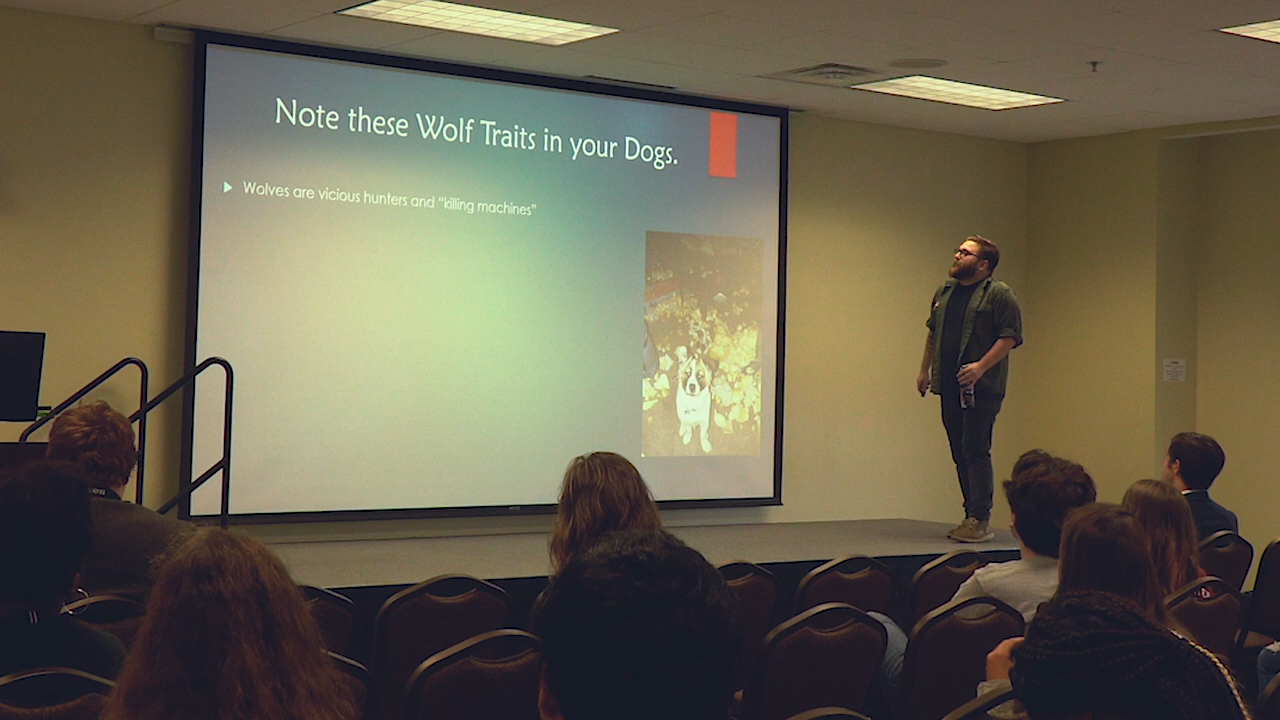 Note these Wolf Traits in your Dogs.
Wolves are vicious hunters and “killing machines”